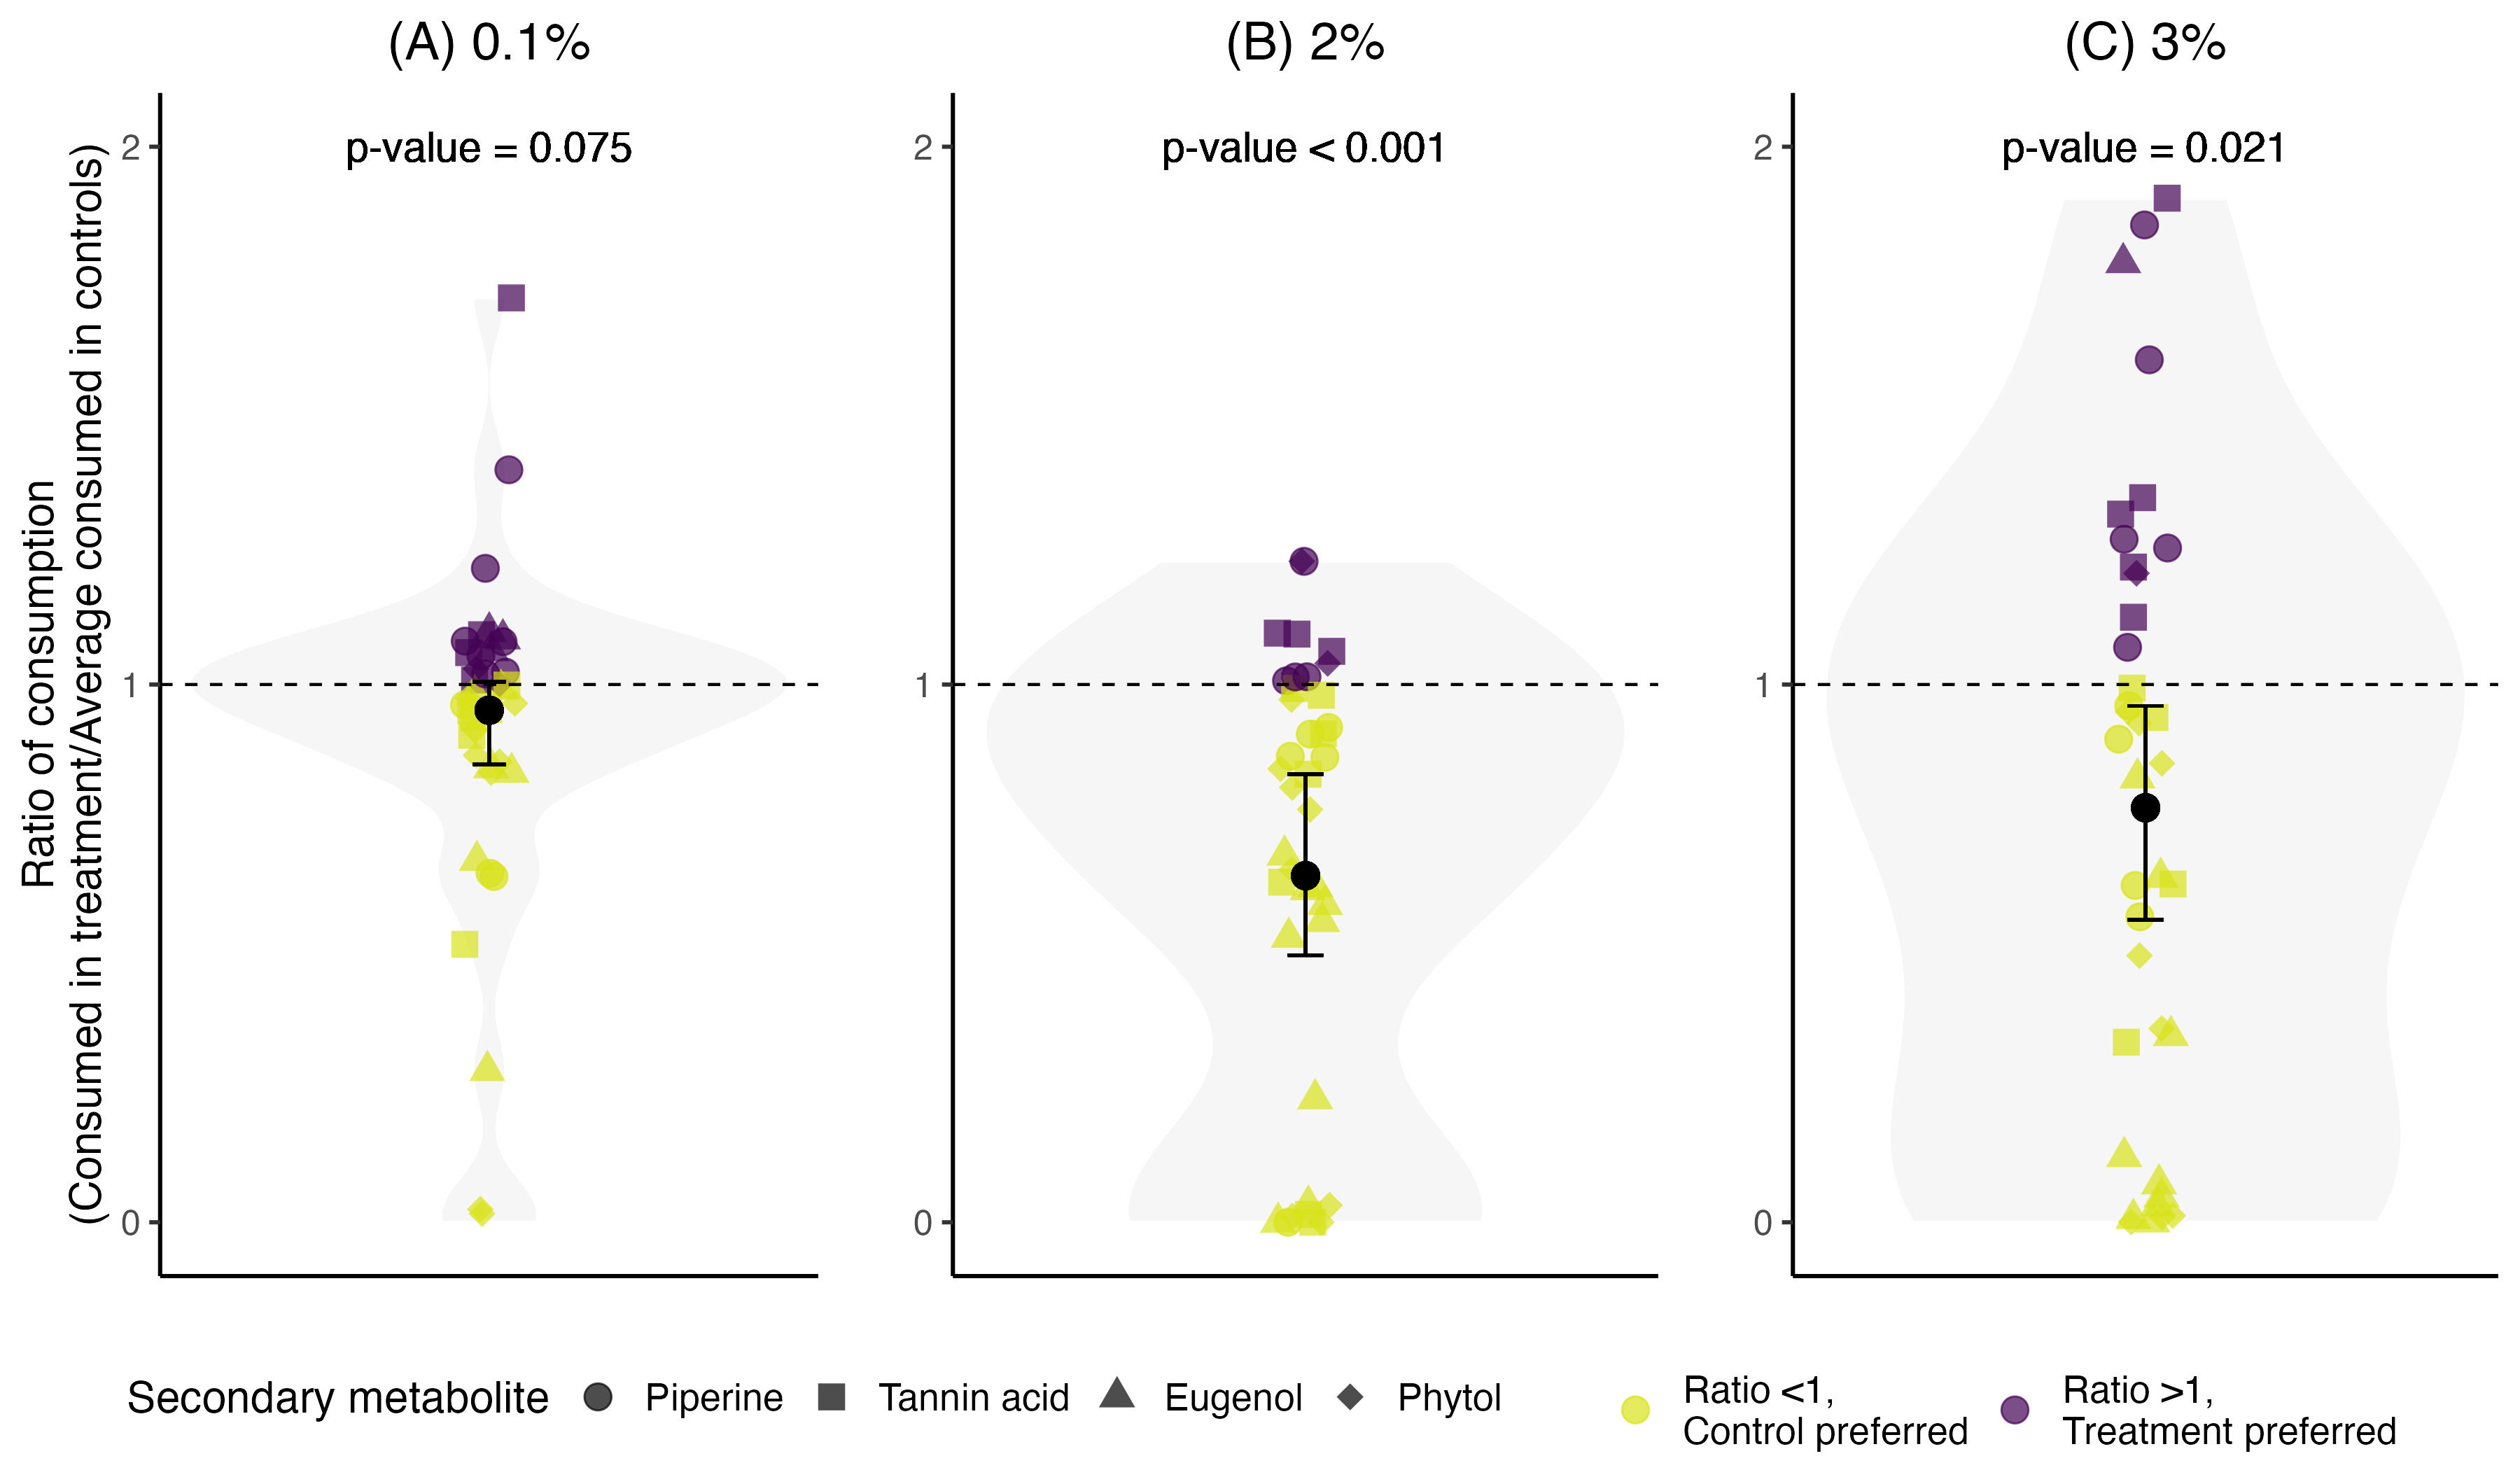 (A) 0.1%
(B) 2%
(C) 3%
p-value = 0.075
p-value < 0.001
p-value = 0.021
Ratio of consumption
(Consumed in treatment/Average consumed in controls)
2
1
0
2
1
0
2
1
0
Secondary metabolite
Piperine
Tannin acid
Eugenol
Phytol
Ratio <1,
Control preferred
Ratio >1,
Treatment preferred